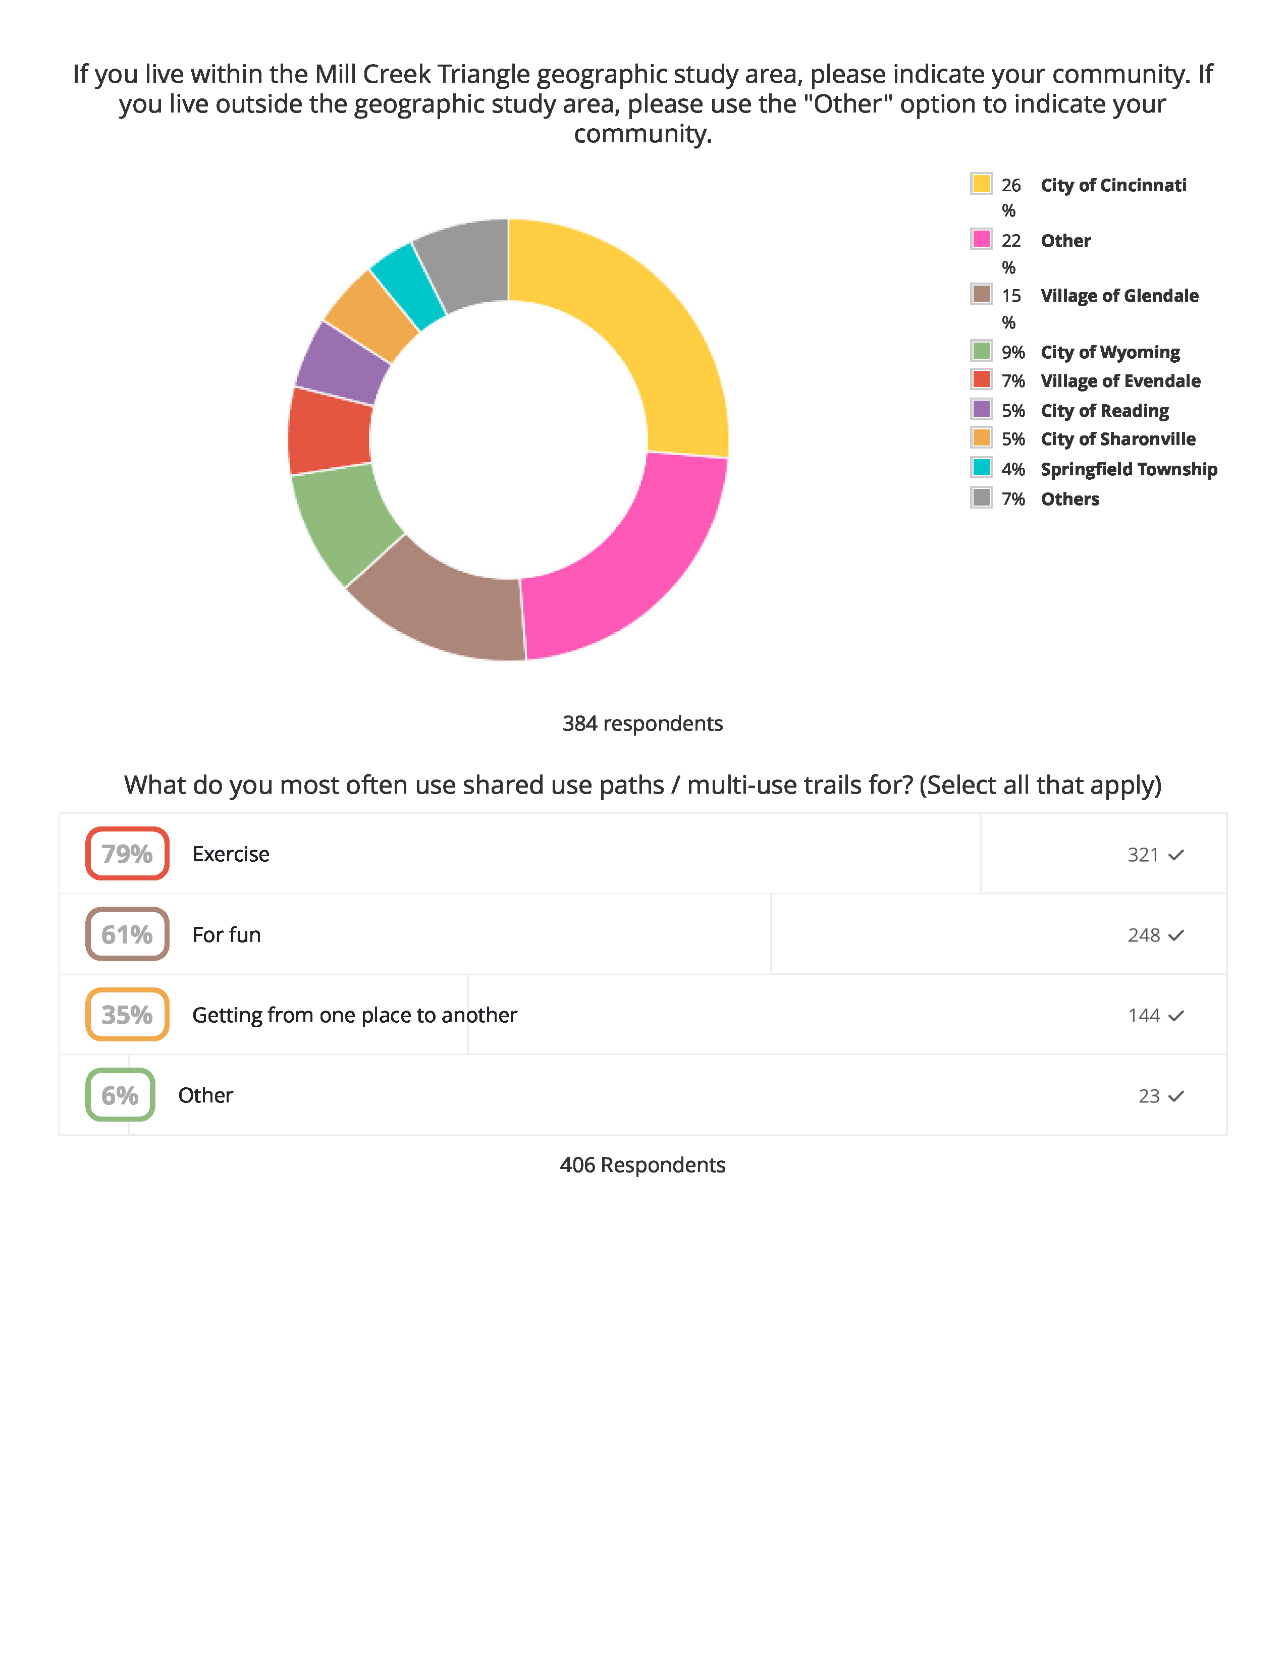 If you live within the Mill Creek Triangle geographic study area, please indicate your community. If
you live outside the geographic study area, please use the "Other" option to indicate your
community.
26 % City of Cincinnati
22 % Other
15 % Village of Glendale
9% City of Wyoming
7% Village of Evendale
5% City of Reading
5% City of Sharonville
4% Springfield Township
7% Others
384 respondents
What do you most often use shared use paths / multi-use trails for? (Select all that apply)
79% Exercise 321 ✓
61% For fun 248 ✓
35% Getting from one place to another 144 ✓
6% Other 23 ✓
406 Respondents